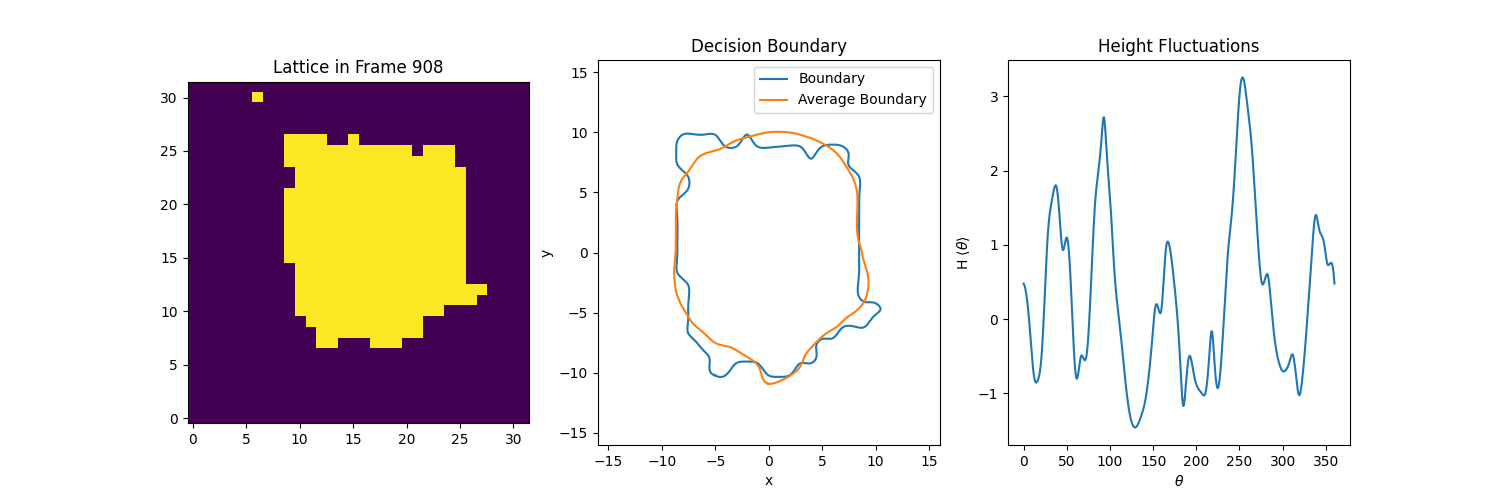 Lattice in Frame 908
30
25
20
15
10
5
0
0 5 10 15 20 25 30
Decision Boundary
Boundary
Average Boundary
15
10
5
0
−5
−10
−15
y
−15 −10 −5 0 5 10 15
x
Height Fluctuations
3
2
1
0
−1
H ⟨θ⟩
0 50 100 150 200 250 300 350
θ